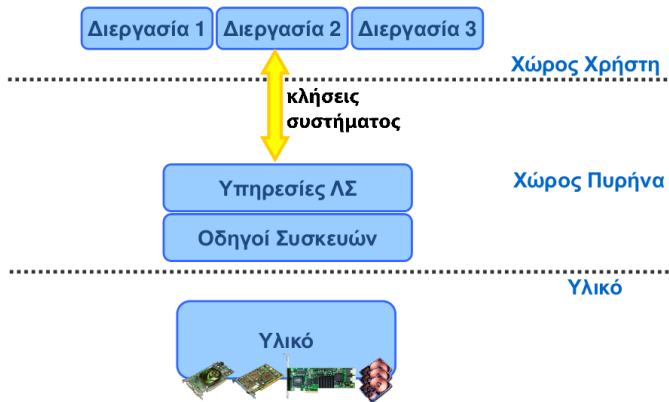 Διεργασία 1
Διεργασία 2
Διεργασία 3
Χώρος Χρήστη
κλήσεις
συστήματος
Υπηρεσίες ΛΣ
Χώρος Πυρήνα
Οδηγοί Συσκευών
Υλικό
Υλικό